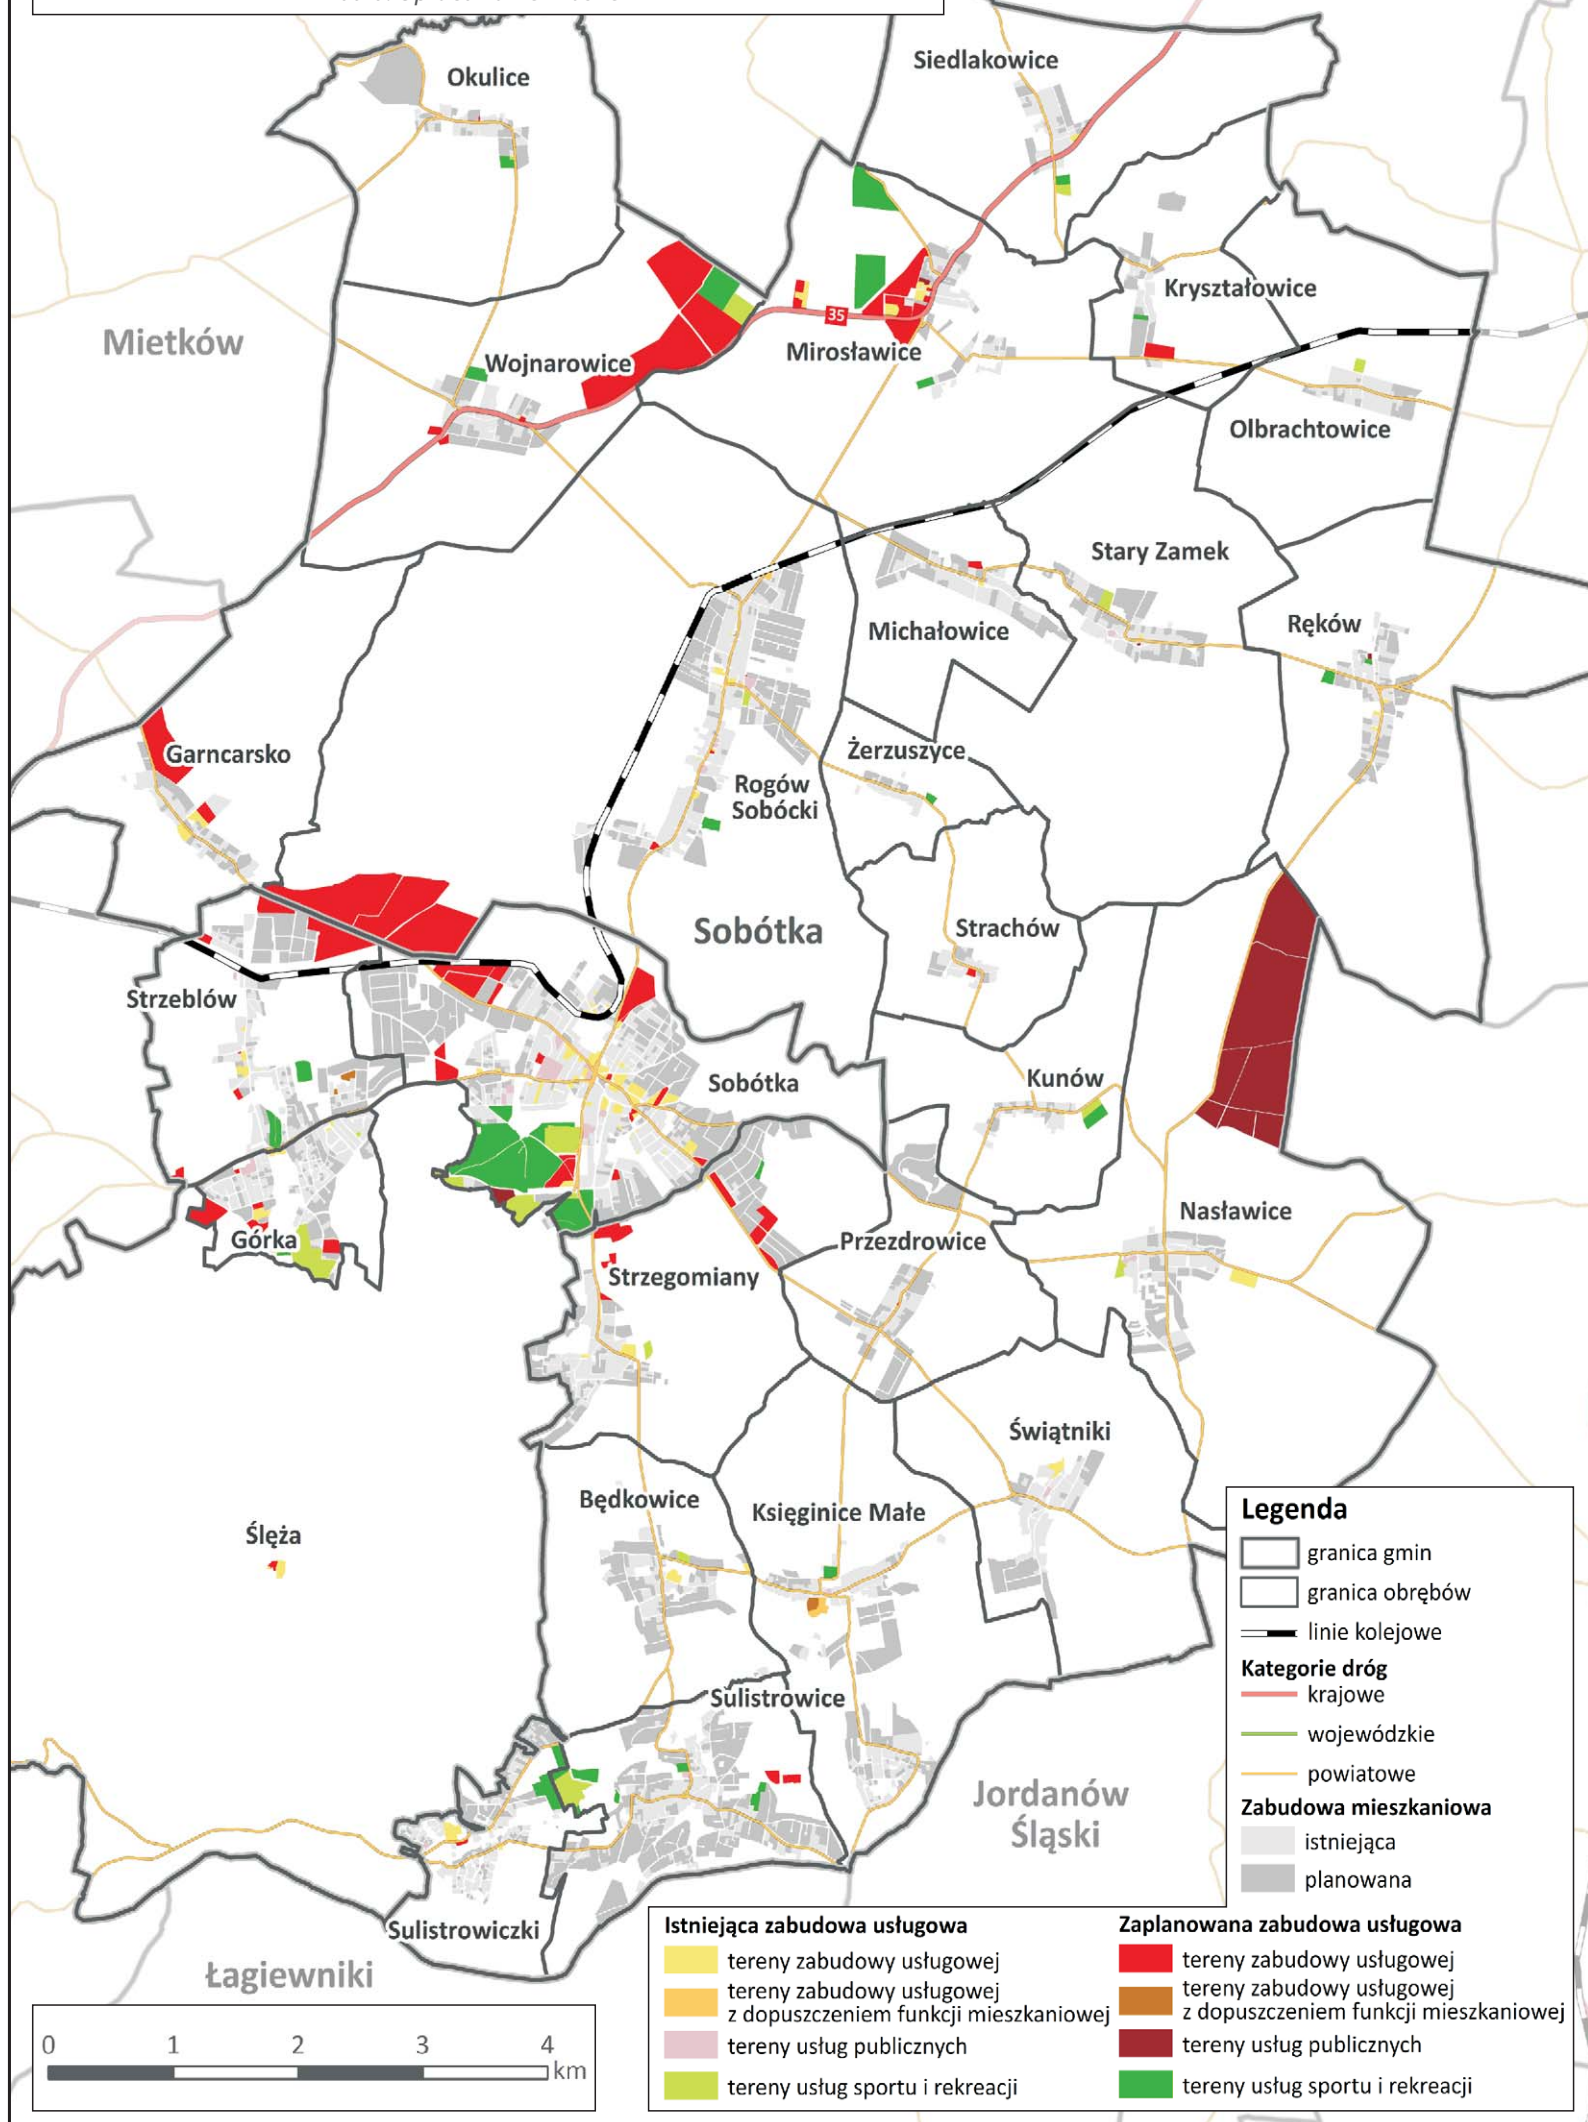 Okulice
Siedlakowice
Kryształowice
Mietków
35
Wojnarowice
Mirosławice
Olbrachtowice
Stary Zamek
Michałowice
Ręków
Garncarsko
Żerzuszyce
Rogów
Sobócki
Sobótka
Strachów
Strzeblów
Sobótka
Kunów
Nasławice
Górka
Przezdrowice
Strzegomiany
Świątniki
Będkowice
Księginice Małe
Ślęża
Sulistrowice
Jordanów
Śląski
Sulistrowiczki
Łagiewniki
Legenda
granica gmin
granica obrębów
linie kolejowe
Kategorie dróg
krajowe
wojewódzkie
powiatowe
Zabudowa mieszkaniowa
istniejąca
planowana
Istniejąca zabudowa usługowa
tereny zabudowy usługowej
tereny zabudowy usługowej
z dopuszczeniem funkcji mieszkaniowej
tereny usług publicznych
tereny usług sportu i rekreacji
Zaplanowana zabudowa usługowa
tereny zabudowy usługowej
tereny zabudowy usługowej
z dopuszczeniem funkcji mieszkaniowej
tereny usług publicznych
tereny usług sportu i rekreacji
0 1 2 3 4
km